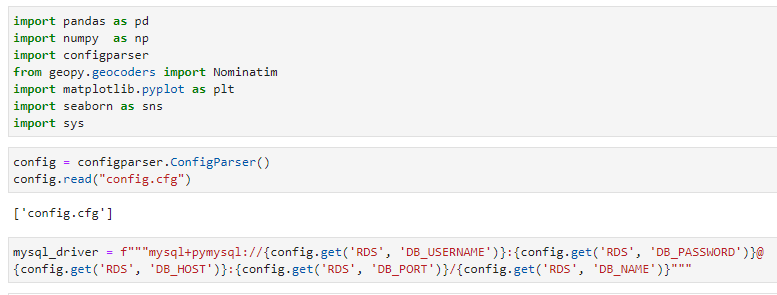 import pandas as pd
import numpy  as np
import configparser
from geopy.geocoders import Nominatim
import matplotlib.pyplot as plt
import seaborn as sns
import sys
config = configparser.ConfigParser()
config.read("config.cfg")
['config.cfg']
mysql_driver = f"""mysql+pymysql://{config.get('RDS', 'DB_USERNAME')}:{config.get('RDS', 'DB_PASSWORD')}@
{config.get('RDS', 'DB_HOST')}:{config.get('RDS', 'DB_PORT')}/{config.get('RDS', 'DB_NAME')}"""